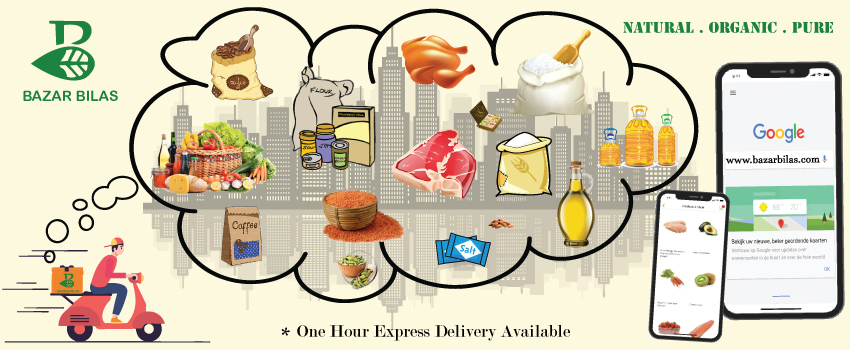 BAZAR BILAS
NATURAL . ORGANIC . PURE
FLOUR
Coffee
Salt
Google
www.bazarbilas.com
Bekijk uw nieuwe, beter geordende kaarten
OK
* One Hour Express Delivery Available